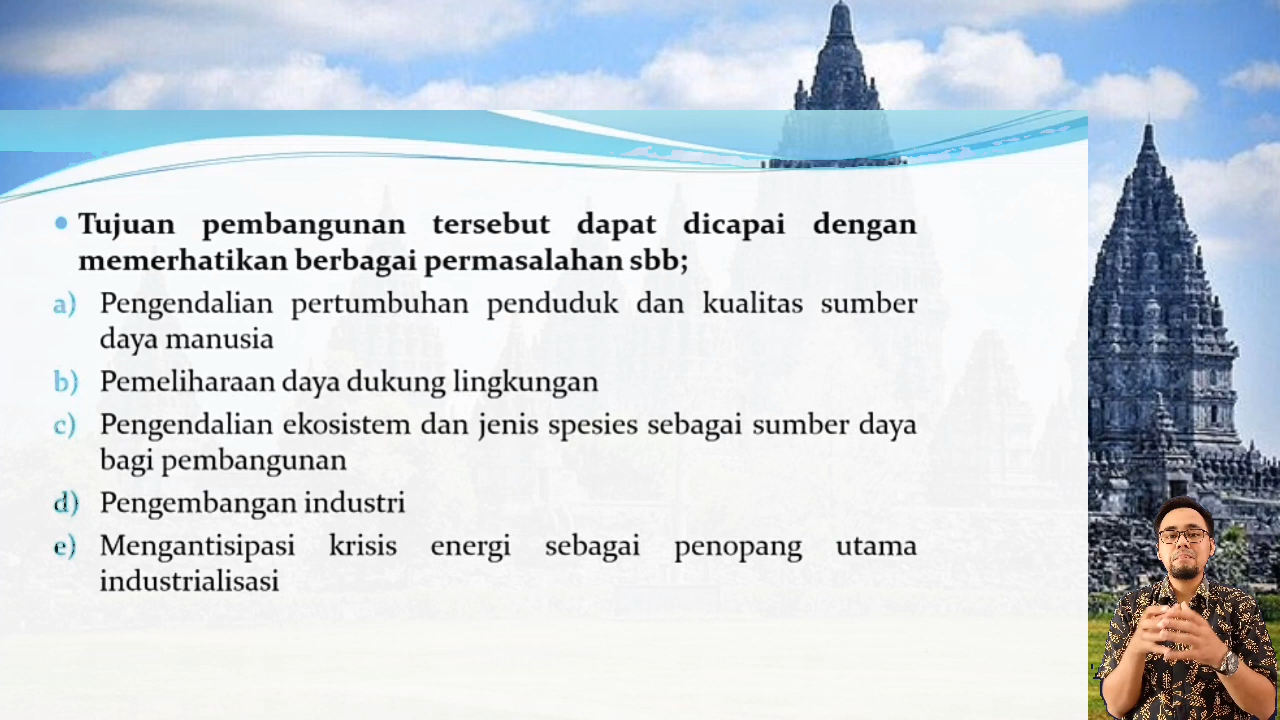 • Tujuan pembangunan tersebut dapat dicapai dengan
memerhatikan berbagai permasalahan sbb;
a) Pengendalian pertumbuhan penduduk dan kualitas sumber
daya manusia
b) Pemeliharaan daya dukung lingkungan
c) Pengendalian ekosistem dan jenis spesies sebagai sumber daya
bagi pembangunan
d) Pengembangan industri
e) Mengantisipasi krisis energi sebagai penopang utama
industrialisasi